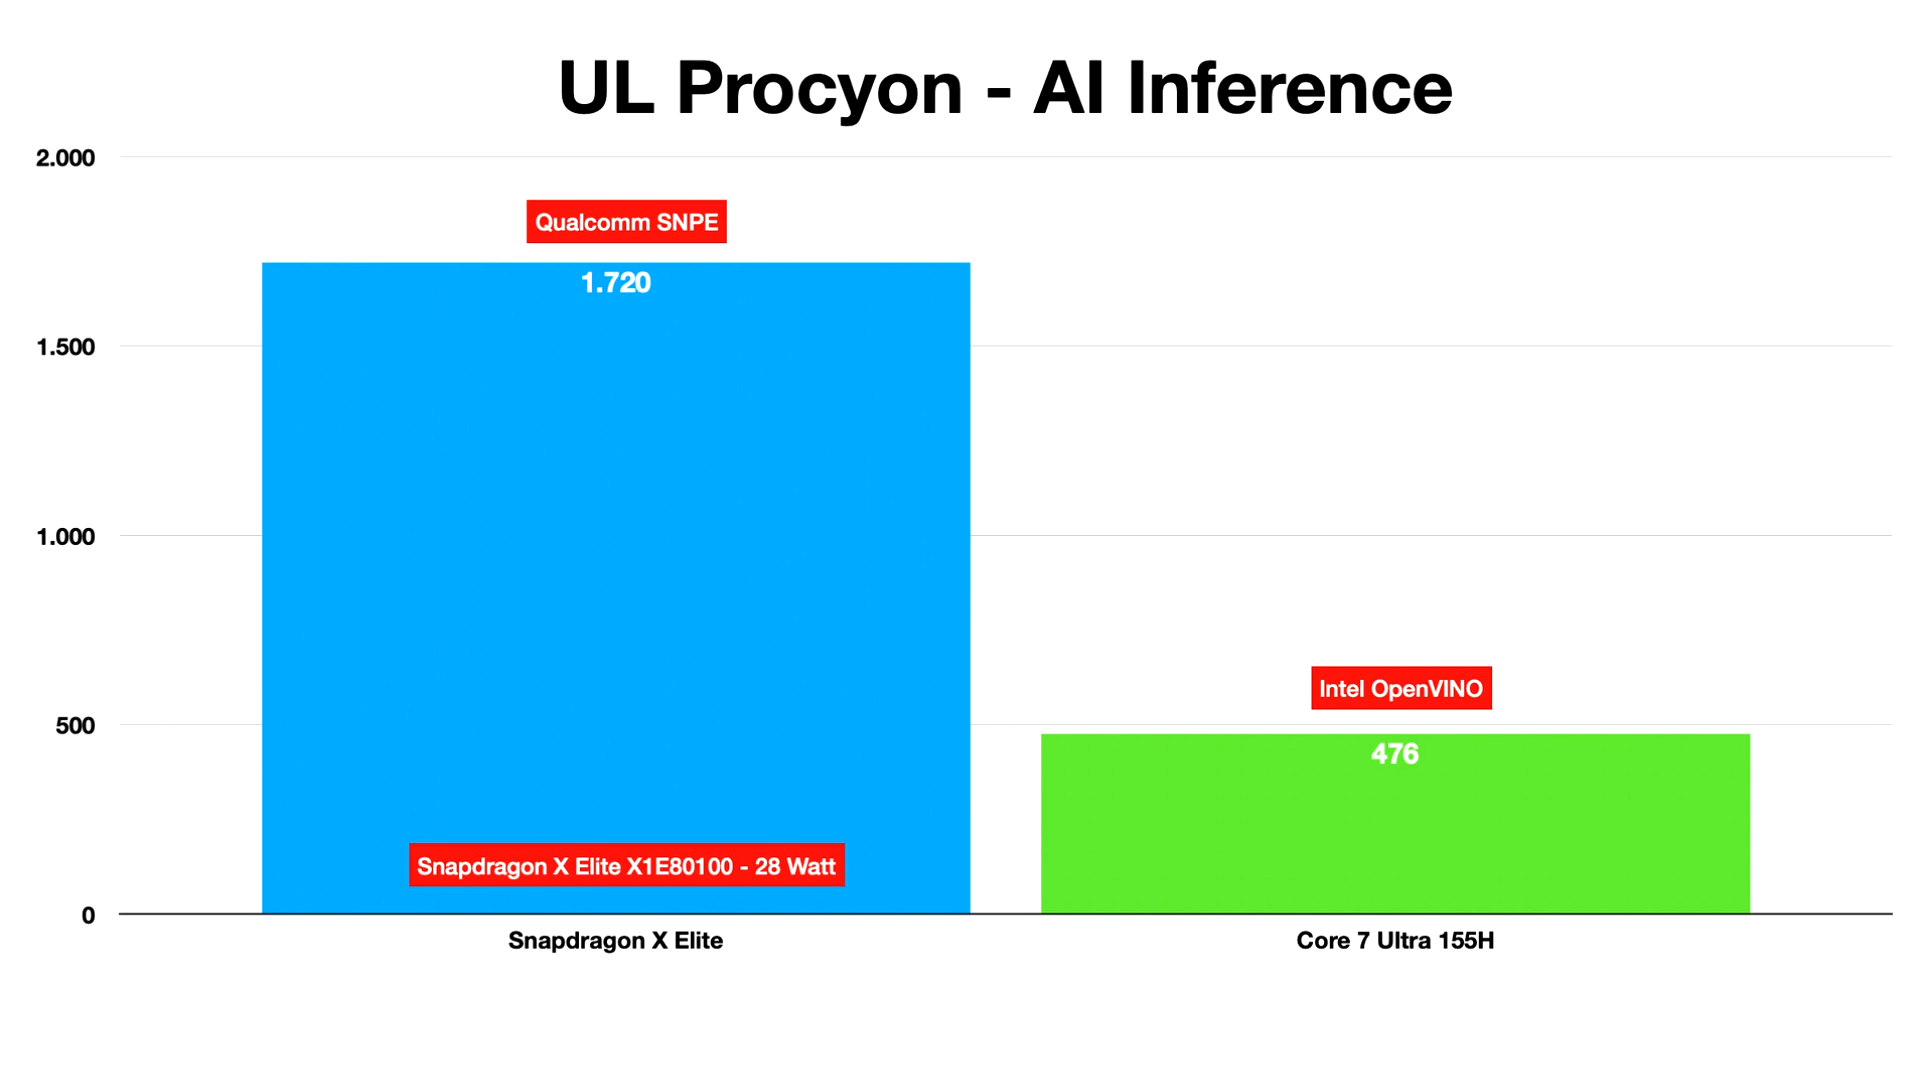 UL Procyon - AI Inference
2.000
Qualcomm SNPE
1.720
1.500
1.000
Intel OpenVINO
500
476
Snapdragon X Elite X1E80100 - 28 Watt
0
Snapdragon X Elite
Core 7 Ultra 155H